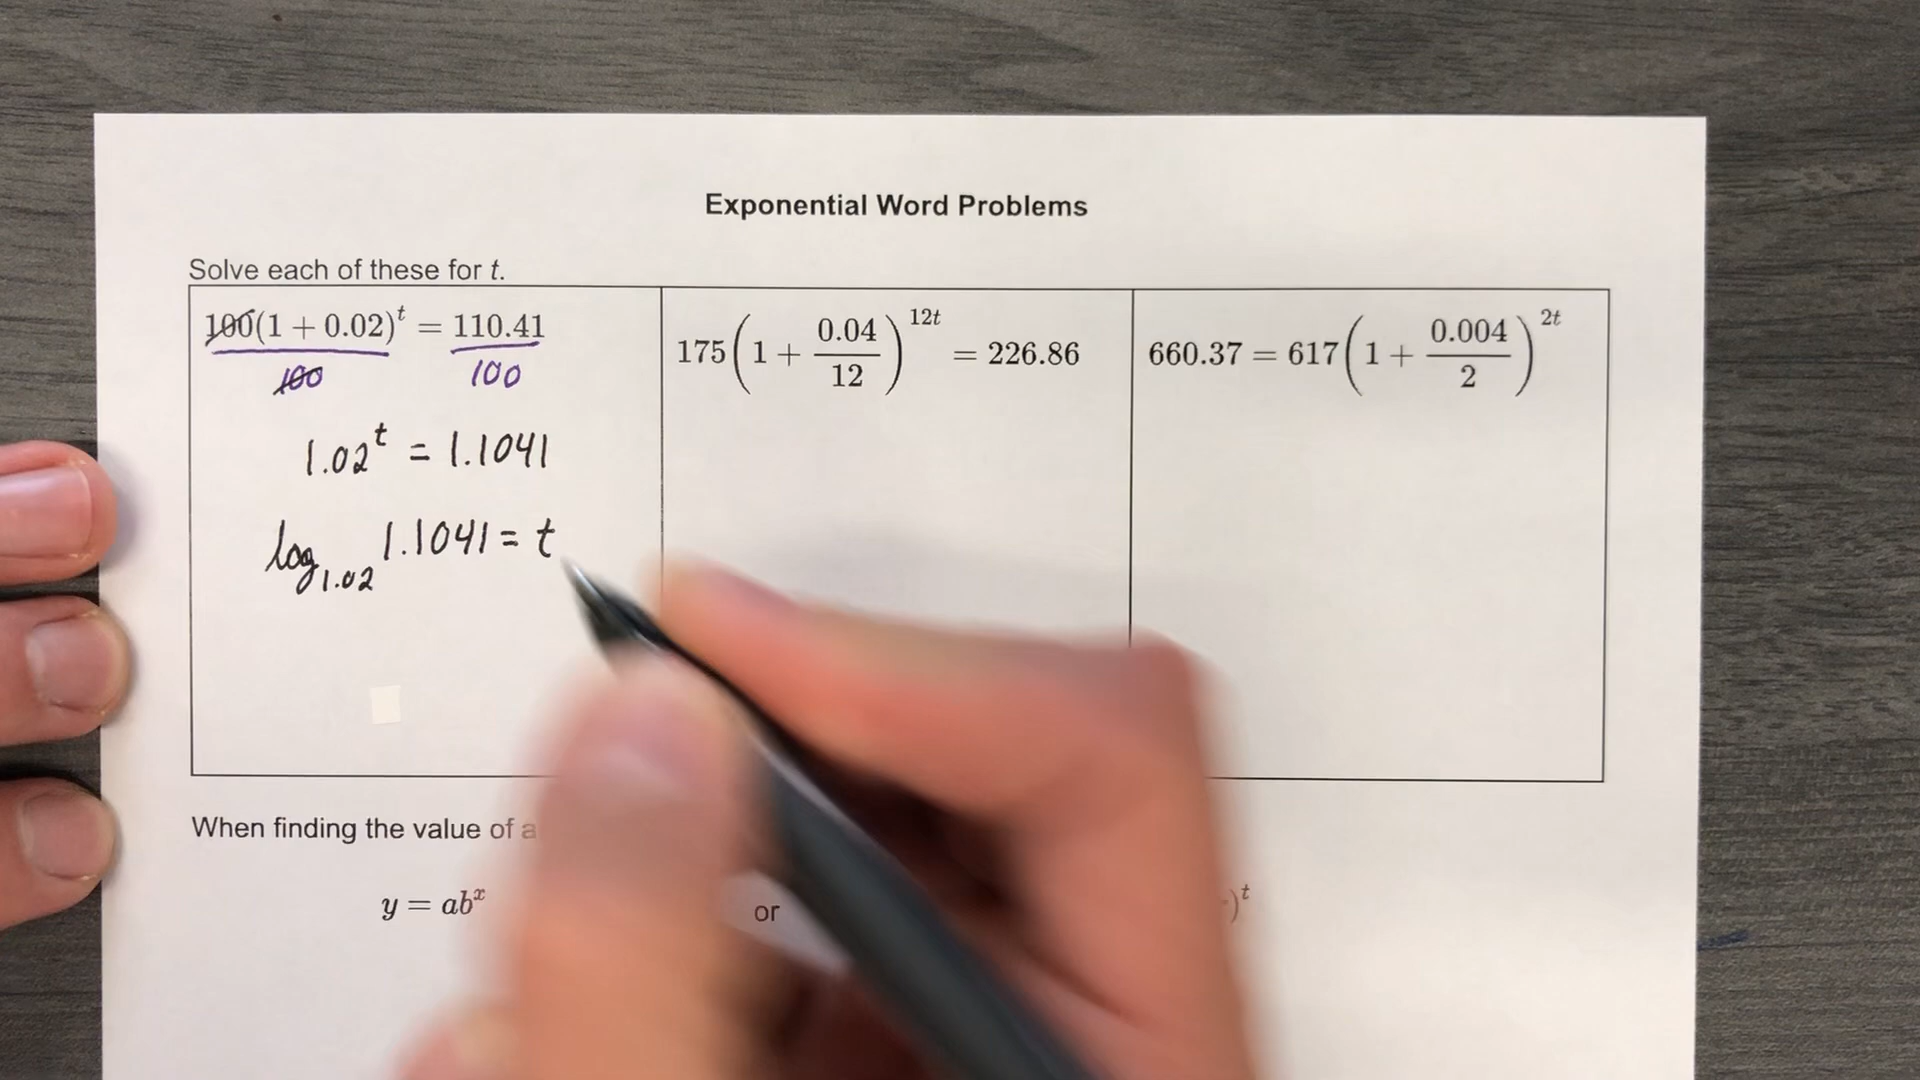 Exponential Word Problems
Solve each of these for t.
100(1 + 0.02)^t = 110.41
100 100
1.02^t = 1.1041
log_1.02 1.1041 = t
175(1 + 0.04/12)^12t = 226.86
660.37 = 617(1 + 0.004/2)^2t
When finding the value of a
y = ab^x or )^t